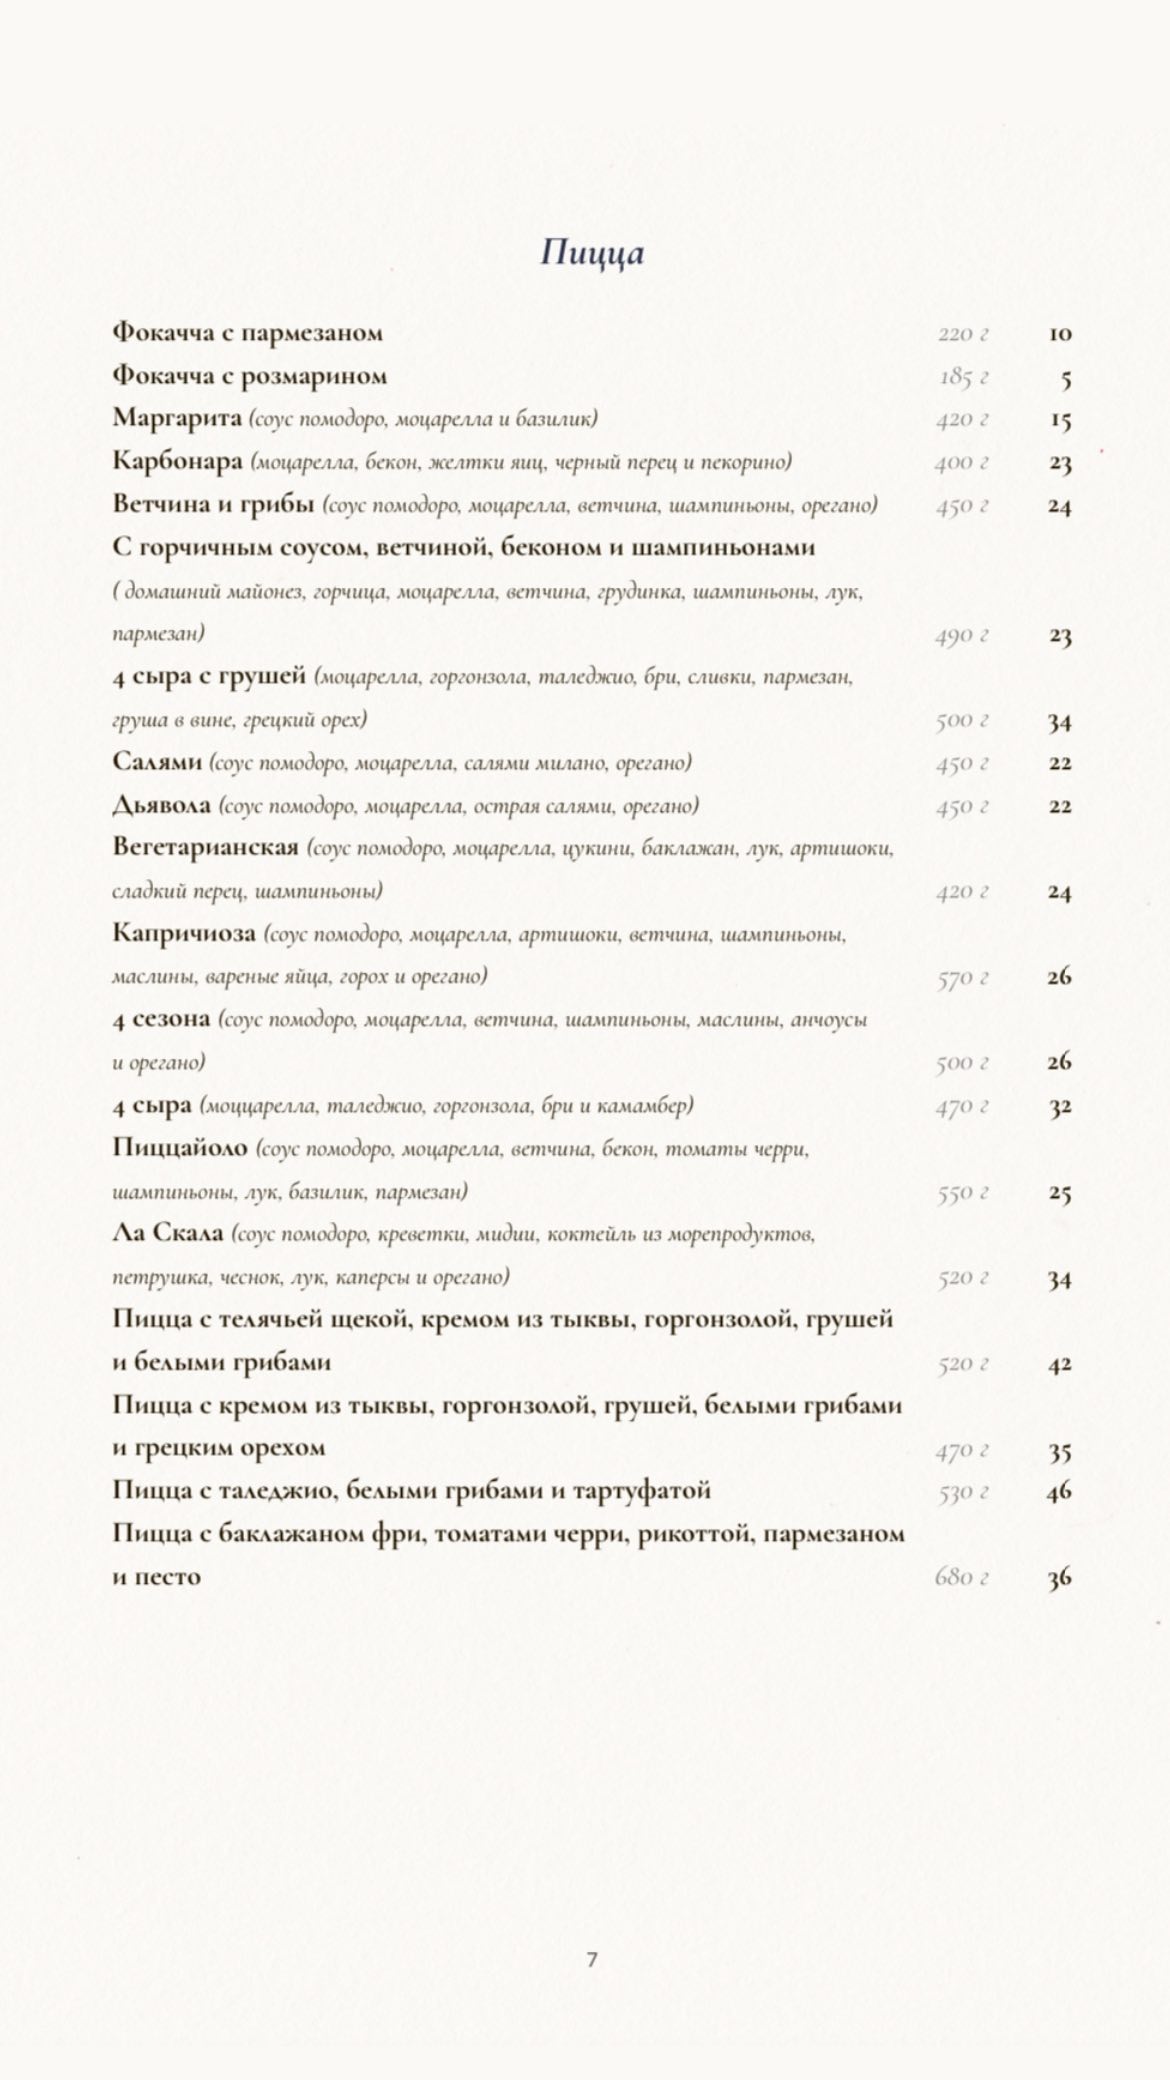 Пицца
Фокачча с пармезаном 220 г 10
Фокачча с розмарином 185 г 5
Маргарита (соус помодоро, моцарелла и базилик) 420 г 15
Карбонара (моцарелла, бекон, желтки яиц, черный перец и пекорино) 400 г 23
Ветчина и грибы (соус помодоро, моцарелла, ветчина, шампиньоны, орегано) 450 г 24
С горчичным соусом, ветчиной, беконом и шампиньонами
( домашний майонез, горчица, моцарелла, ветчина, грудинка, шампиньоны, лук,
пармезан) 490 г 23
4 сыра с грушей (моцарелла, горгонзола, таледжио, бри, сливки, пармезан,
груша в вине, грецкий орех) 500 г 34
Салями (соус помодоро, моцарелла, салями милано, орегано) 450 г 22
Дьявола (соус помодоро, моцарелла, острая салями, орегано) 450 г 22
Вегетарианская (соус помодоро, моцарелла, цукини, баклажан, лук, артишоки,
сладкий перец, шампиньоны) 420 г 24
Капричиоза (соус помодоро, моцарелла, артишоки, ветчина, шампиньоны,
маслины, вареные яйца, горох и орегано) 570 г 26
4 сезона (соус помодоро, моцарелла, ветчина, шампиньоны, маслины, анчоусы
и орегано) 500 г 26
4 сыра (моццарелла, таледжио, горгонзола, бри и камамбер) 470 г 32
Пиццайоло (соус помодоро, моцарелла, ветчина, бекон, томаты черри,
шампиньоны, лук, базилик, пармезан) 550 г 25
Ла Скала (соус помодоро, креветки, мидии, коктейль из морепродуктов,
петрушка, чеснок, лук, каперсы и орегано) 520 г 34
Пицца с телячьей щекой, кремом из тыквы, горгонзолой, грушей
и белыми грибами 520 г 42
Пицца с кремом из тыквы, горгонзолой, грушей, белыми грибами
и грецким орехом 470 г 35
Пицца с таледжио, белыми грибами и тартуфатой 530 г 46
Пицца с баклажаном фри, томатами черри, рикоттой, пармезаном
и песто 680 г 36
7